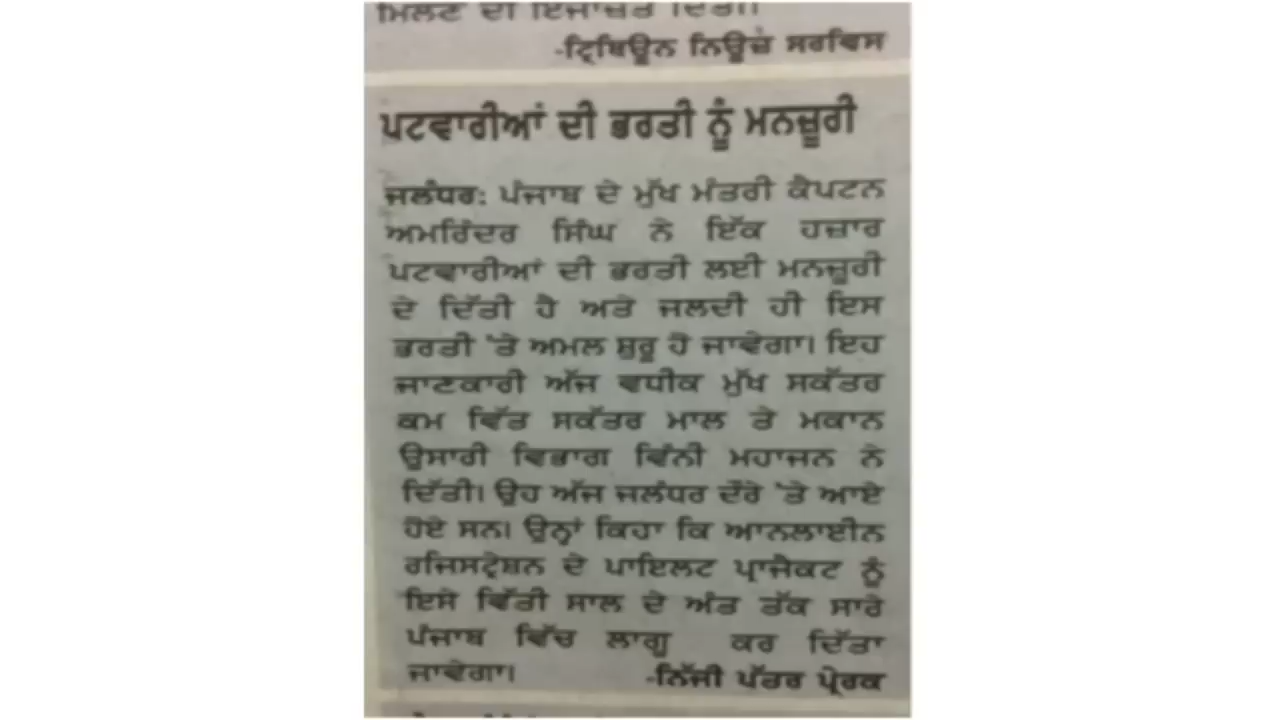 ਮਿਲਣ ਦੀ ਇਜਾਜ਼ਤ ਦਿੱਤੀ।
-ਟ੍ਰਿਬਿਊਨ ਨਿਊਜ਼ ਸਰਵਿਸ
ਪਟਵਾਰੀਆਂ ਦੀ ਭਰਤੀ ਨੂੰ ਮਨਜ਼ੂਰੀ
ਜਲੰਧਰ: ਪੰਜਾਬ ਦੇ ਮੁੱਖ ਮੰਤਰੀ ਕੈਪਟਨ
ਅਮਰਿੰਦਰ ਸਿੰਘ ਨੇ ਇੱਕ ਹਜ਼ਾਰ
ਪਟਵਾਰੀਆਂ ਦੀ ਭਰਤੀ ਲਈ ਮਨਜ਼ੂਰੀ
ਦੇ ਦਿੱਤੀ ਹੈ ਅਤੇ ਜਲਦੀ ਹੀ ਇਸ
ਭਰਤੀ 'ਤੇ ਅਮਲ ਸ਼ੁਰੂ ਹੋ ਜਾਵੇਗਾ। ਇਹ
ਜਾਣਕਾਰੀ ਅੱਜ ਵਧੀਕ ਮੁੱਖ ਸਕੱਤਰ
ਕਮ ਵਿੱਤ ਸਕੱਤਰ ਮਾਲ ਤੇ ਮਕਾਨ
ਉਸਾਰੀ ਵਿਭਾਗ ਵਿੰਨੀ ਮਹਾਜਨ ਨੇ
ਦਿੱਤੀ। ਉਹ ਅੱਜ ਜਲੰਧਰ ਦੌਰੇ 'ਤੇ ਆਏ
ਹੋਏ ਸਨ। ਉਨ੍ਹਾਂ ਕਿਹਾ ਕਿ ਆਨਲਾਈਨ
ਰਜਿਸਟ੍ਰੇਸ਼ਨ ਦੇ ਪਾਇਲਟ ਪ੍ਰਾਜੈਕਟ ਨੂੰ
ਇਸੇ ਵਿੱਤੀ ਸਾਲ ਦੇ ਅੰਤ ਤੱਕ ਸਾਰੇ
ਪੰਜਾਬ ਵਿੱਚ ਲਾਗੂ ਕਰ ਦਿੱਤਾ
ਜਾਵੇਗਾ। -ਨਿੱਜੀ ਪੱਤਰ ਪ੍ਰੇਰਕ